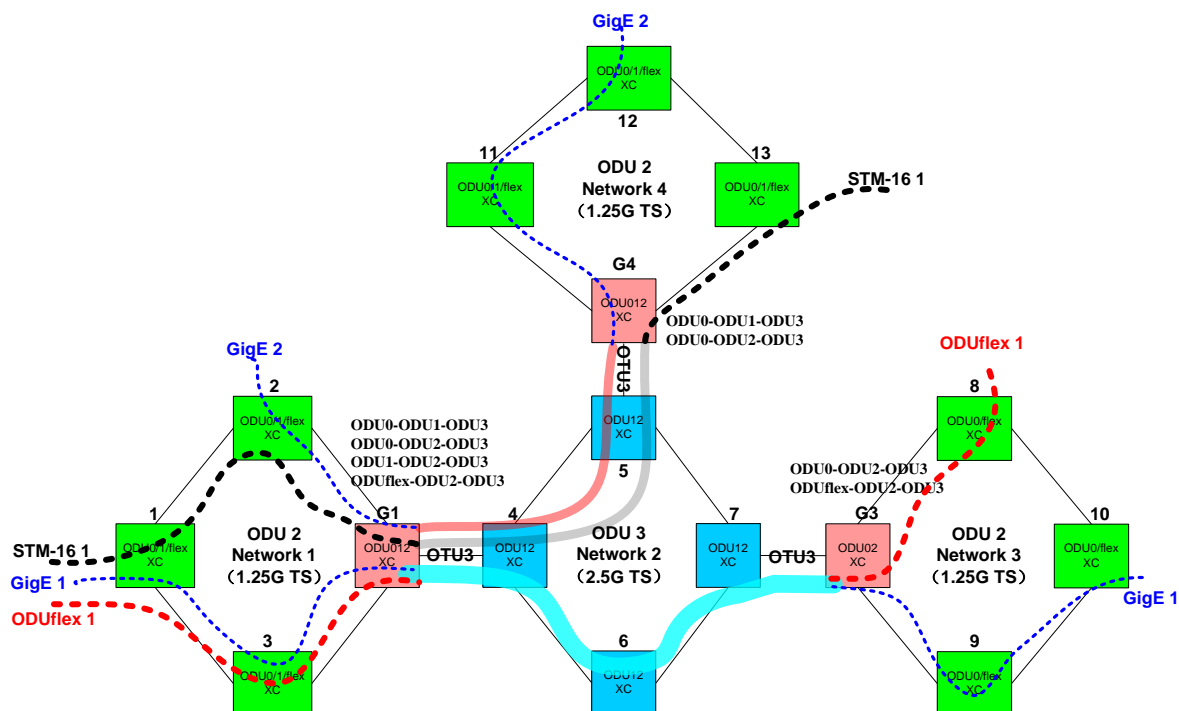 GigE 2
ODU0/1/flex
XC
12
11
13
ODU0/1/flex
XC
ODU 2
Network 4
（1.25G TS）
ODU0/1/flex
XC
STM-16 1
G4
ODU012
XC
ODU0-ODU1-ODU3
ODU0-ODU2-ODU3
OTU3
GigE 2
2
ODU0/1/flex
XC
ODU0-ODU1-ODU3
ODU0-ODU2-ODU3
ODU1-ODU2-ODU3
ODUflex-ODU2-ODU3
ODU12
XC
5
ODUflex 1
8
ODU0/flex
XC
ODU0-ODU2-ODU3
ODUflex-ODU2-ODU3
1
G1
4
7
G3
10
STM-16 1
ODU0/1/flex
XC
ODU 2
Network 1
（1.25G TS）
ODU012
XC
OTU3
ODU12
XC
ODU 3
Network 2
（2.5G TS）
ODU12
XC
OTU3
ODU02
XC
ODU 2
Network 3
（1.25G TS）
ODU0/flex
XC
GigE 1
ODUflex 1
GigE 1
3
ODU0/1/flex
XC
6
ODU12
XC
9
ODU0/flex
XC